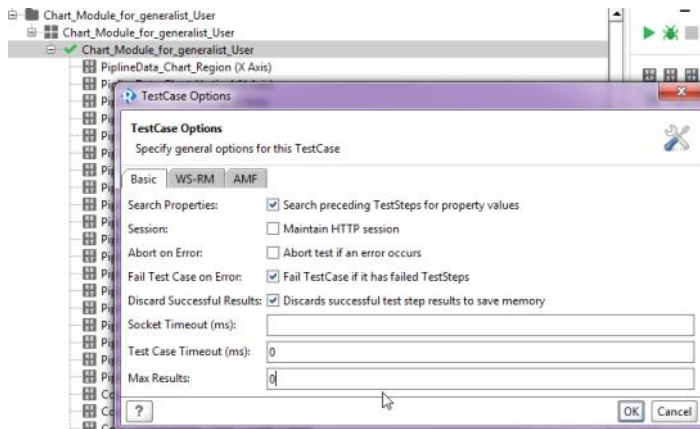 Chart_Module_for_generalist_User
Chart_Module_for_generalist_User
Chart_Module_for_generalist_User
PiplineData_Chart_Region (X Axis)
TestCase Options
TestCase Options
Specify general options for this TestCase
Basic WS-RM AMF
Search Properties: Search preceding TestSteps for property values
Session: Maintain HTTP session
Abort on Error: Abort test if an error occurs
Fail Test Case on Error: Fail TestCase if it has failed TestSteps
Discard Successful Results: Discards successful test step results to save memory
Socket Timeout (ms):
Test Case Timeout (ms): 0
Max Results: 0
? OK Cancel